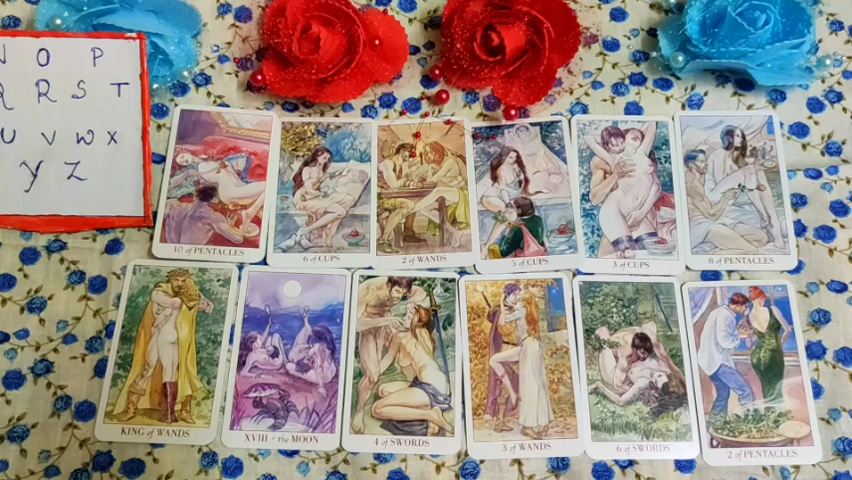 N O P
Q R S T
U V W X
Y Z
10 of PENTACLES
6 of CUPS
2 of WANDS
5 of CUPS
3 of CUPS
8 of PENTACLES
KING of WANDS
XVIII • the MOON
4 of SWORDS
3 of WANDS
6 of SWORDS
2 of PENTACLES